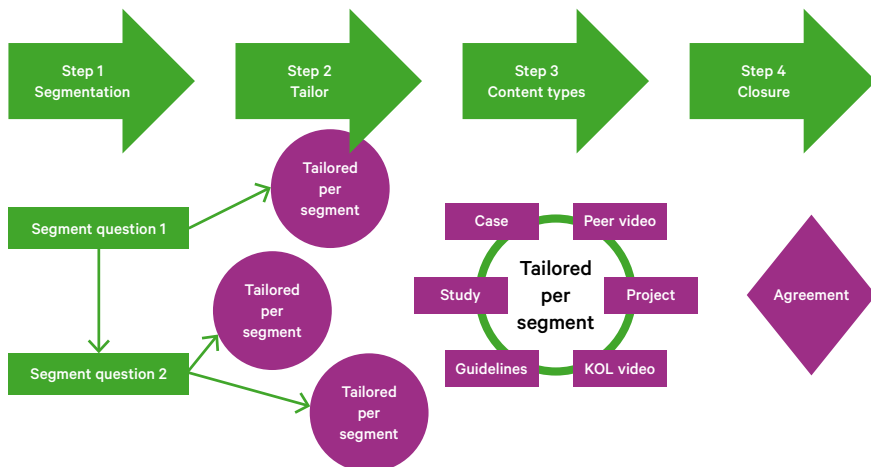 Step 1
Segmentation
Step 2
Tailor
Step 3
Content types
Step 4
Closure
Tailored
per
segment
Segment question 1
Tailored
per
segment
Segment question 2
Tailored
per
segment
Case
Peer video
Study
Tailored
per
segment
Project
Guidelines
KOL video
Agreement